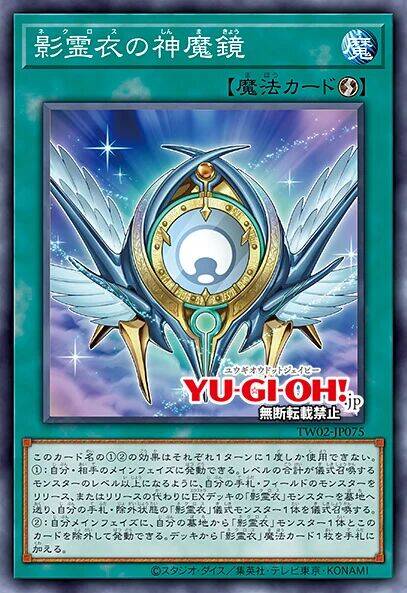 影霊衣の神魔鏡
ネクロス しんまきょう
魔
【魔法カード】
ユウギオウドットジェイピー
YU-GI-OH!.jp
無断転載禁止
TW02-JP075
このカード名の①②の効果はそれぞれ1ターンに1度しか使用できない。
①:自分・相手のメインフェイズに発動できる。レベルの合計が儀式召喚する
モンスターのレベル以上になるように、自分の手札・フィールドのモンスターを
リリース、またはリリースの代わりにEXデッキの「影霊衣」モンスターを墓地へ
送り、自分の手札・除外状態の「影霊衣」儀式モンスター1体を儀式召喚する。
②:自分メインフェイズに、自分の墓地から「影霊衣」モンスター1体とこの
カードを除外して発動できる。デッキから「影霊衣」魔法カード1枚を手札に
加える。
©スタジオ・ダイス/集英社・テレビ東京・KONAMI